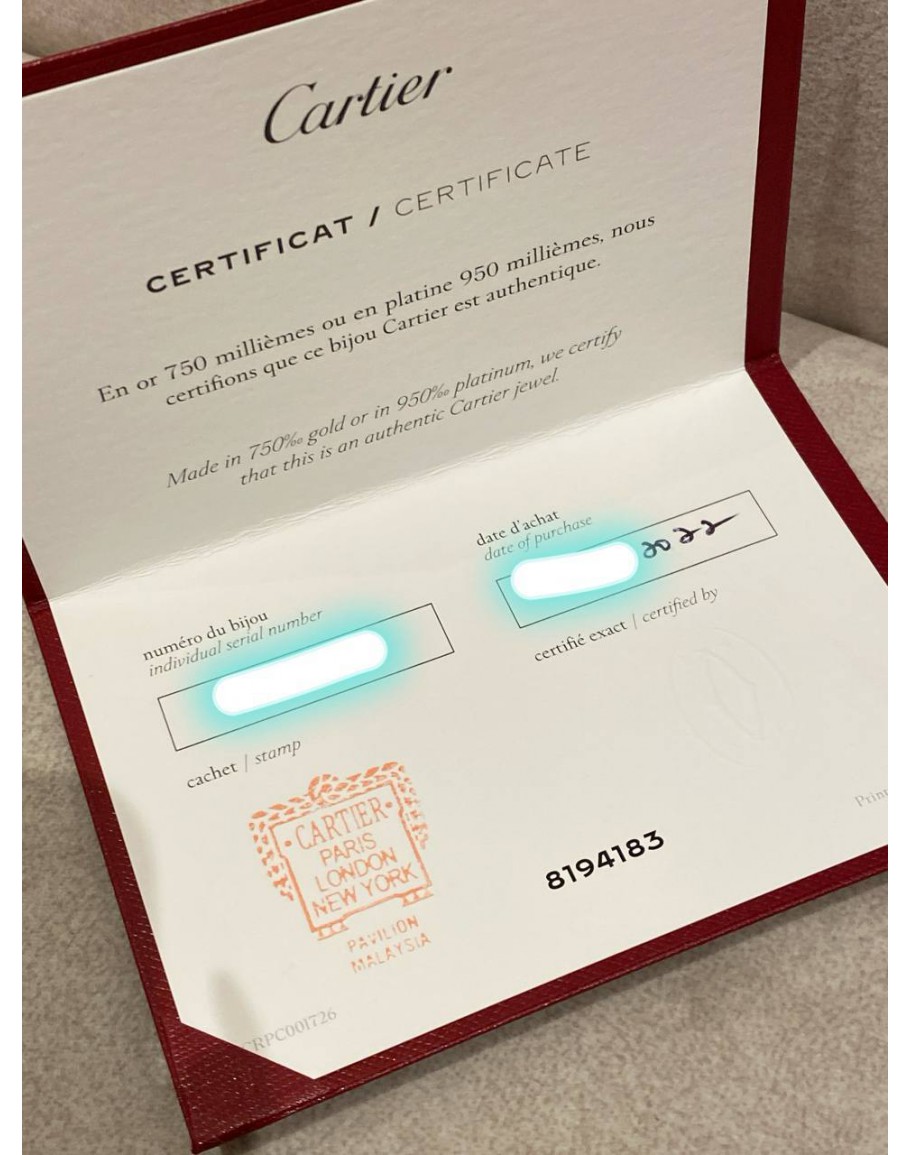 Cartier
CERTIFICAT / CERTIFICATE
En or 750 millièmes ou en platine 950 millièmes, nous
certifions que ce bijou Cartier est authentique.
Made in 750‰ gold or in 950‰ platinum, we certify
that this is an authentic Cartier jewel.
date d'achat
date of purchase
2022
numéro du bijou
individual serial number
certifié exact | certified by
cachet | stamp
CARTIER
PARIS
LONDON
NEW YORK
PAVILION
MALAYSIA
8194183
CRPC001726